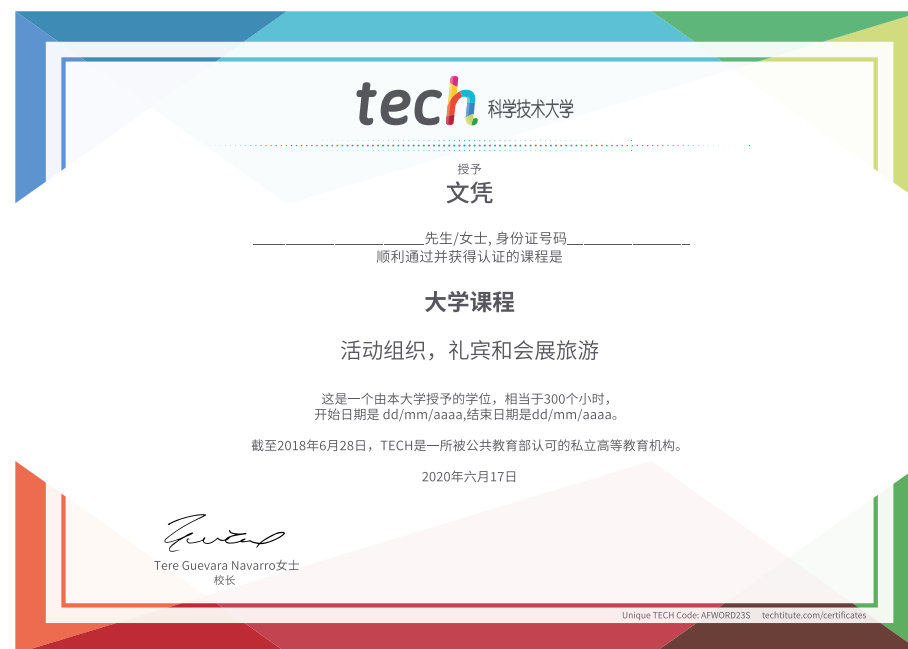 tech 科学技术大学
授予
文凭
______________________先生/女士, 身份证号码_______________
顺利通过并获得认证的课程是
大学课程
活动组织，礼宾和会展旅游
这是一个由本大学授予的学位，相当于300个小时，
开始日期是 dd/mm/aaaa,结束日期是dd/mm/aaaa。
截至2018年6月28日，TECH是一所被公共教育部认可的私立高等教育机构。
2020年六月17日
Tere Guevara Navarro女士
校长
Unique TECH Code: AFWORD23S techtitute.com/certificates